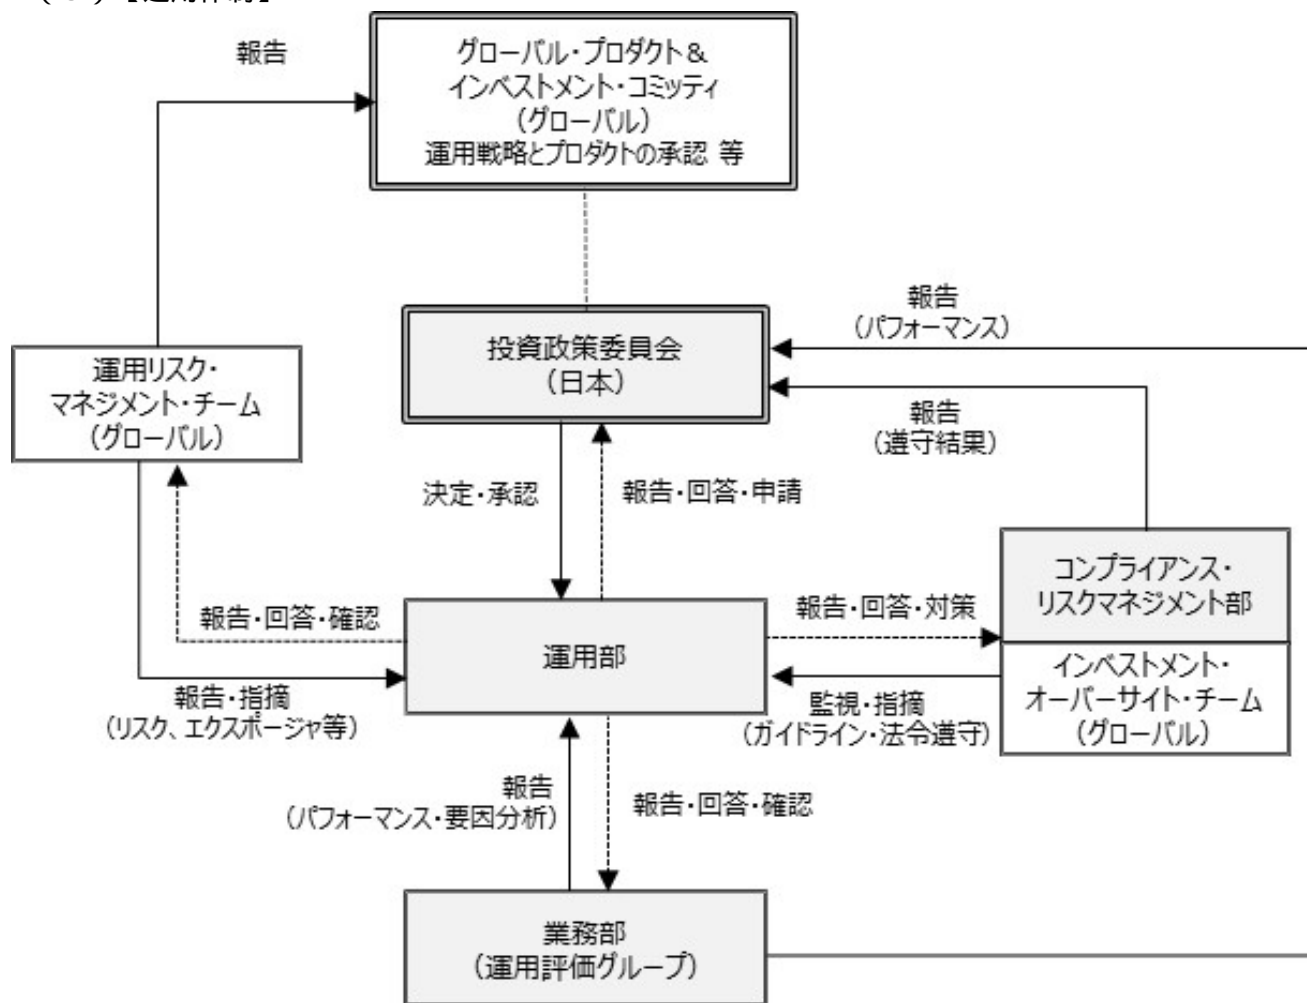 【運用体制】
報告
グローバル・プロダクト＆
インベストメント・コミッティ
（グローバル）
運用戦略とプロダクトの承認 等
報告
（パフォーマンス）
投資政策委員会
（日本）
運用リスク・
マネジメント・チーム
（グローバル）
報告
（遵守結果）
決定・承認
報告・回答・申請
コンプライアンス・
リスクマネジメント部
報告・回答・確認
報告・回答・対策
運用部
インベストメント・
オーバーサイト・チーム
（グローバル）
報告・指摘
（リスク、エクスポージャ等）
監視・指摘
（ガイドライン・法令遵守）
報告
（パフォーマンス・要因分析）
報告・回答・確認
業務部
（運用評価グループ）